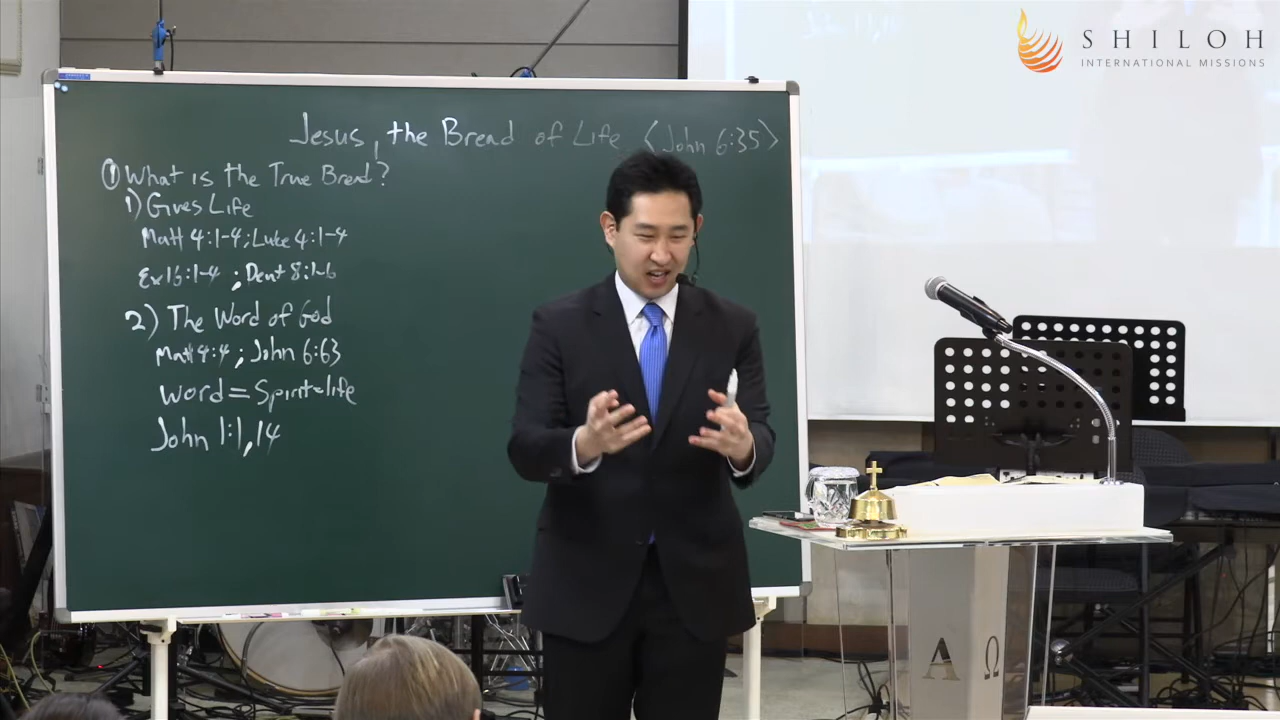 SHILOH
INTERNATIONAL MISSIONS
Jesus, the Bread of Life <John 6:35>
① What is the True Bread?
1) Gives Life
Matt 4:1-4; Luke 4:1-4
Ex 16:1-4 ; Deut 8:1-6
2) The Word of God
Matt 4:4 ; John 6:63
word = Spirit = life
John 1:1,14
Α Ω